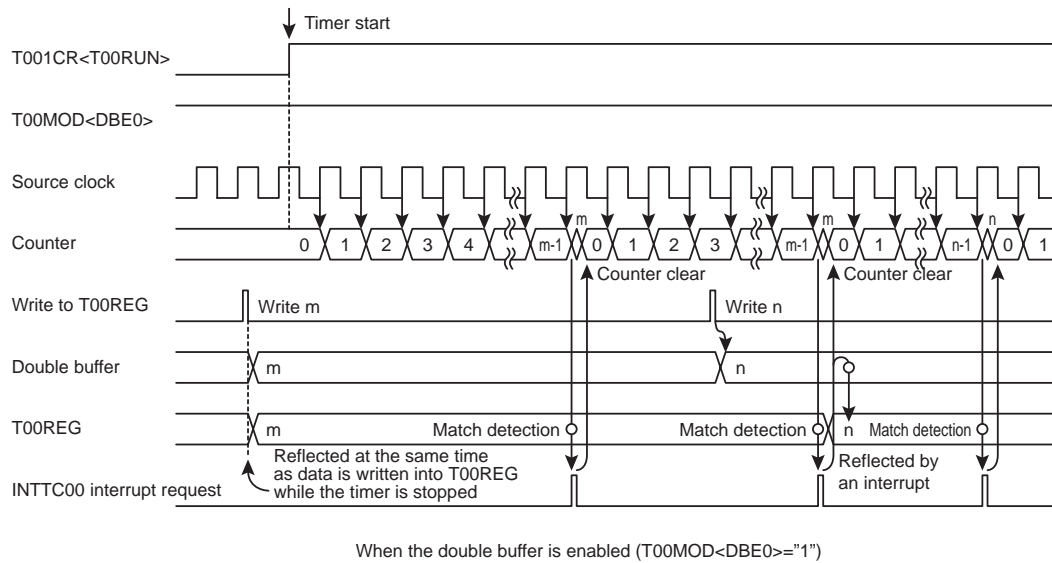 Timer start
T001CR<T00RUN>
T00MOD<DBE0>
Source clock
m m n
Counter 0 1 2 3 4 m-1 0 1 2 3 m-1 0 1 n-1 0 1
Counter clear Counter clear
Write to T00REG Write m Write n
Double buffer m n
T00REG m Match detection Match detection n Match detection
Reflected at the same time
as data is written into T00REG
while the timer is stopped
Reflected by
an interrupt
INTTC00 interrupt request
When the double buffer is enabled (T00MOD<DBE0>=”1”)